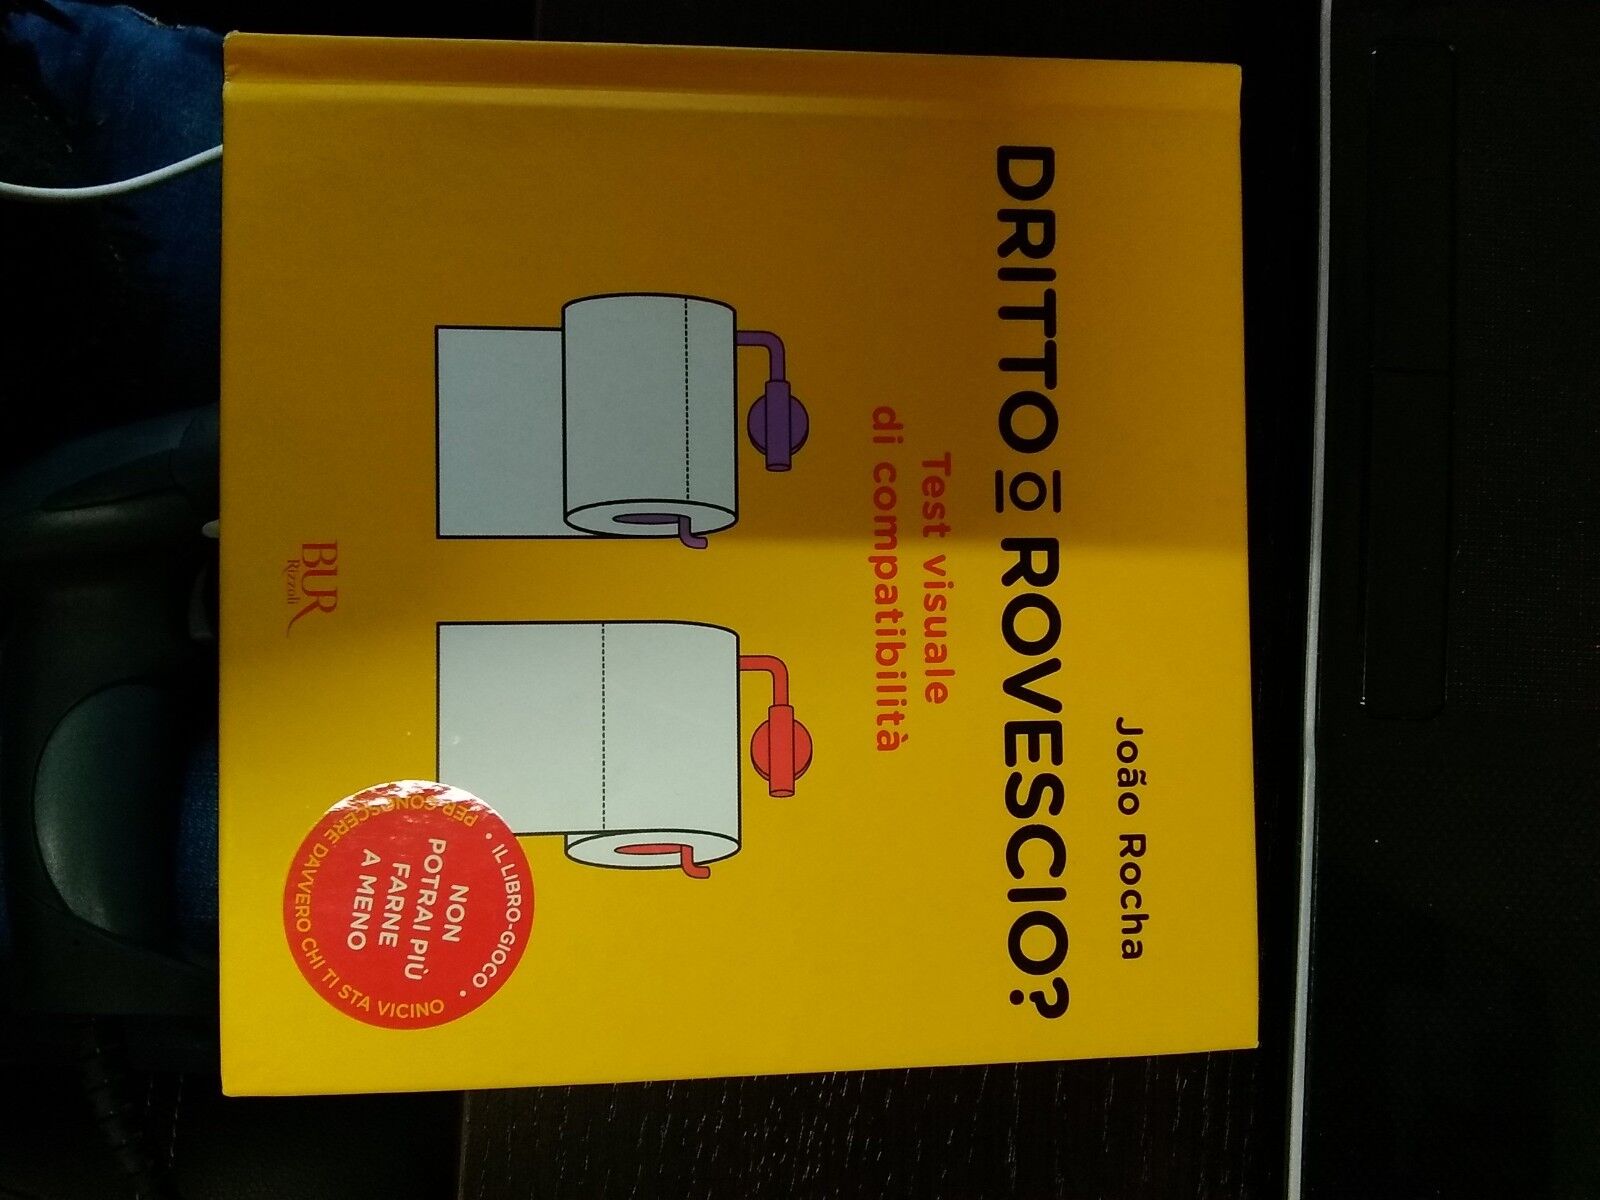 João Rocha
DRITTO O ROVESCIO?
Test visuale
di compatibilità
• IL LIBRO-GIOCO •
PER CONOSCERE DAVVERO CHI TI STA VICINO
NON
POTRAI PIÙ
FARNE
A MENO
BUR
Rizzoli